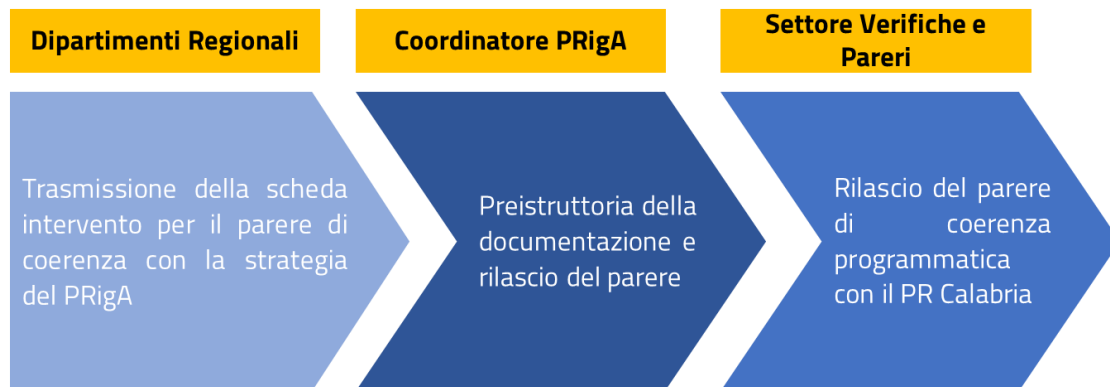 Dipartimenti Regionali
Coordinatore PRigA
Settore Verifiche e
Pareri
Trasmissione della scheda
intervento per il parere di
coerenza con la strategia
del PRigA
Preistruttoria della
documentazione e
rilascio del parere
Rilascio del parere
di coerenza
programmatica
con il PR Calabria